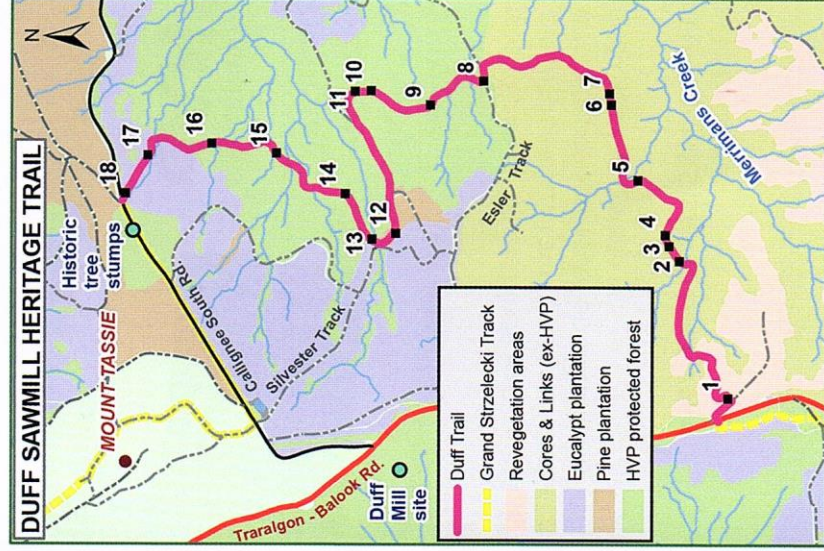 DUFF SAWMILL HERITAGE TRAIL
N
MOUNT TASSIE
Historic
tree
stumps
18
17
16
15
14
13
12
11
10
9
8
7
6
5
4
3
2
1
Callignee South Rd
Silvester Track
Esler Track
Traralgon - Balook Rd.
Duff
Mill
site
Merrimans Creek
Duff Trail
Grand Strzelecki Track
Revegetation areas
Cores & Links (ex-HVP)
Eucalypt plantation
Pine plantation
HVP protected forest